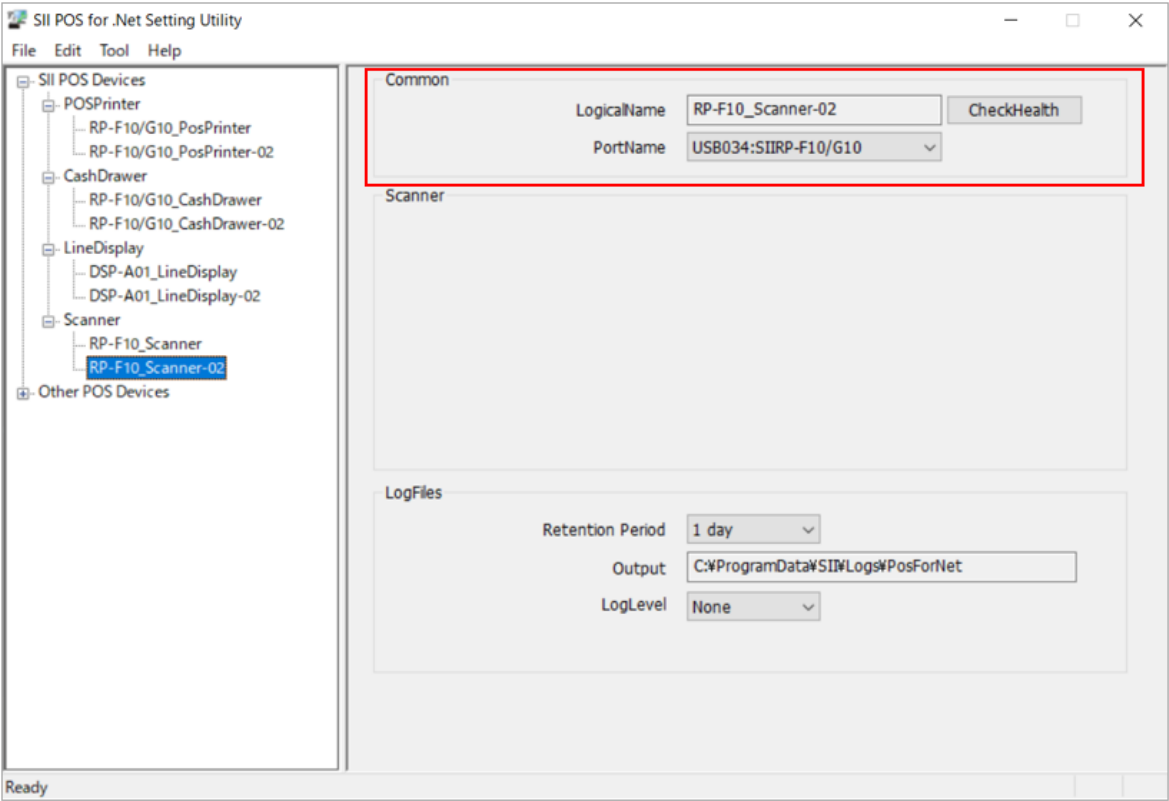 SII POS for .Net Setting Utility
File Edit Tool Help
SII POS Devices
POSPrinter
RP-F10/G10_PosPrinter
RP-F10/G10_PosPrinter-02
CashDrawer
RP-F10/G10_CashDrawer
RP-F10/G10_CashDrawer-02
LineDisplay
DSP-A01_LineDisplay
DSP-A01_LineDisplay-02
Scanner
RP-F10_Scanner
RP-F10_Scanner-02
Other POS Devices
Common
LogicalName RP-F10_Scanner-02 CheckHealth
PortName USB034:SIIRP-F10/G10
Scanner
LogFiles
Retention Period 1 day
Output C:¥ProgramData¥SII¥Logs¥PosForNet
LogLevel None
Ready